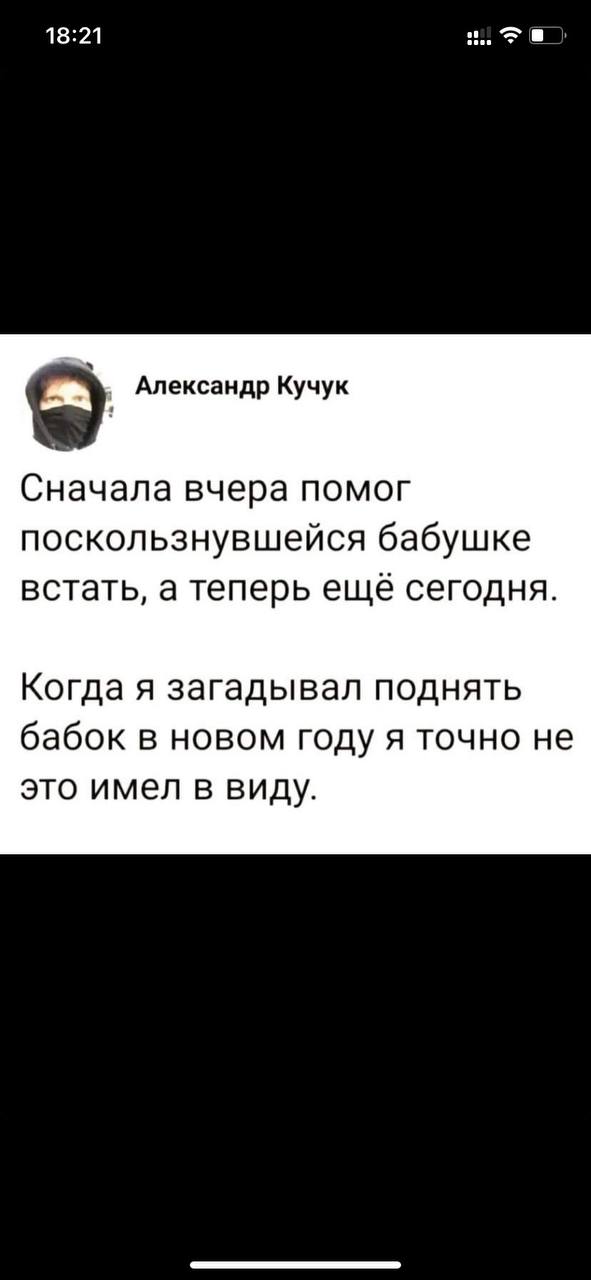 18:21
Александр Кучук
Сначала вчера помог
поскользнувшейся бабушке
встать, а теперь ещё сегодня.
Когда я загадывал поднять
бабок в новом году я точно не
это имел в виду.